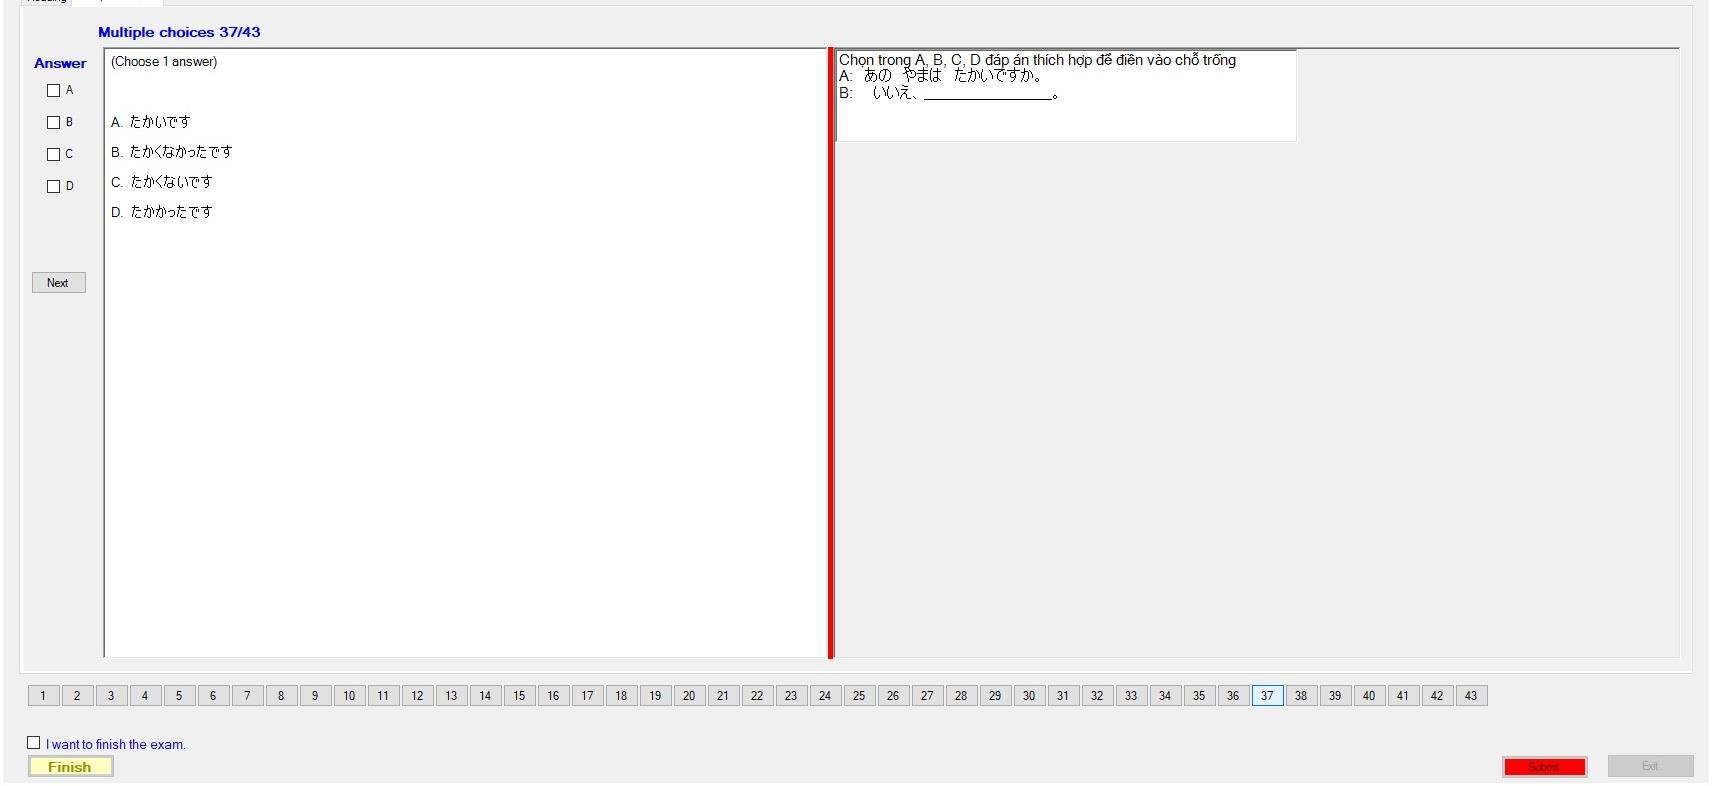 Multiple choices 37/43
Answer
A
B
C
D
Next
(Choose 1 answer)
A. たかいです
B. たかくなかったです
C. たかくないです
D. たかかったです
Chọn trong A, B, C, D đáp án thích hợp để điền vào chỗ trống
A: あの やまは たかいですか。
B: いいえ、________________。
1 2 3 4 5 6 7 8 9 10 11 12 13 14 15 16 17 18 19 20 21 22 23 24 25 26 27 28 29 30 31 32 33 34 35 36 37 38 39 40 41 42 43
I want to finish the exam.
Finish
Submit
Exit